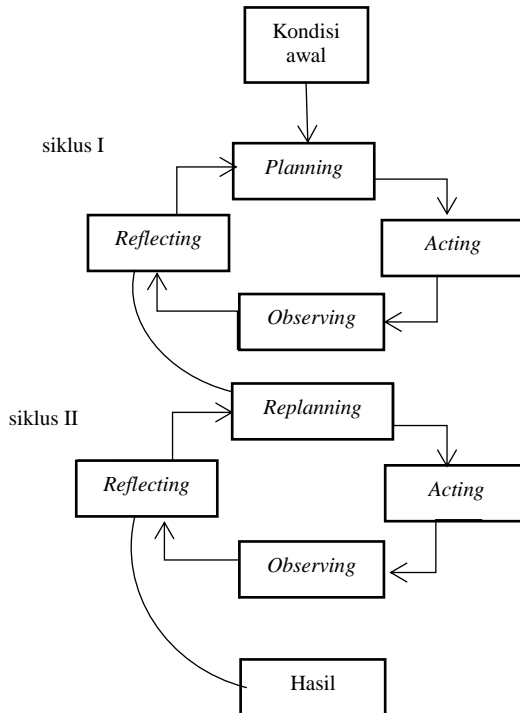 Kondisi
awal
siklus I
Planning
Reflecting
Acting
Observing
siklus II
Replanning
Reflecting
Acting
Observing
Hasil